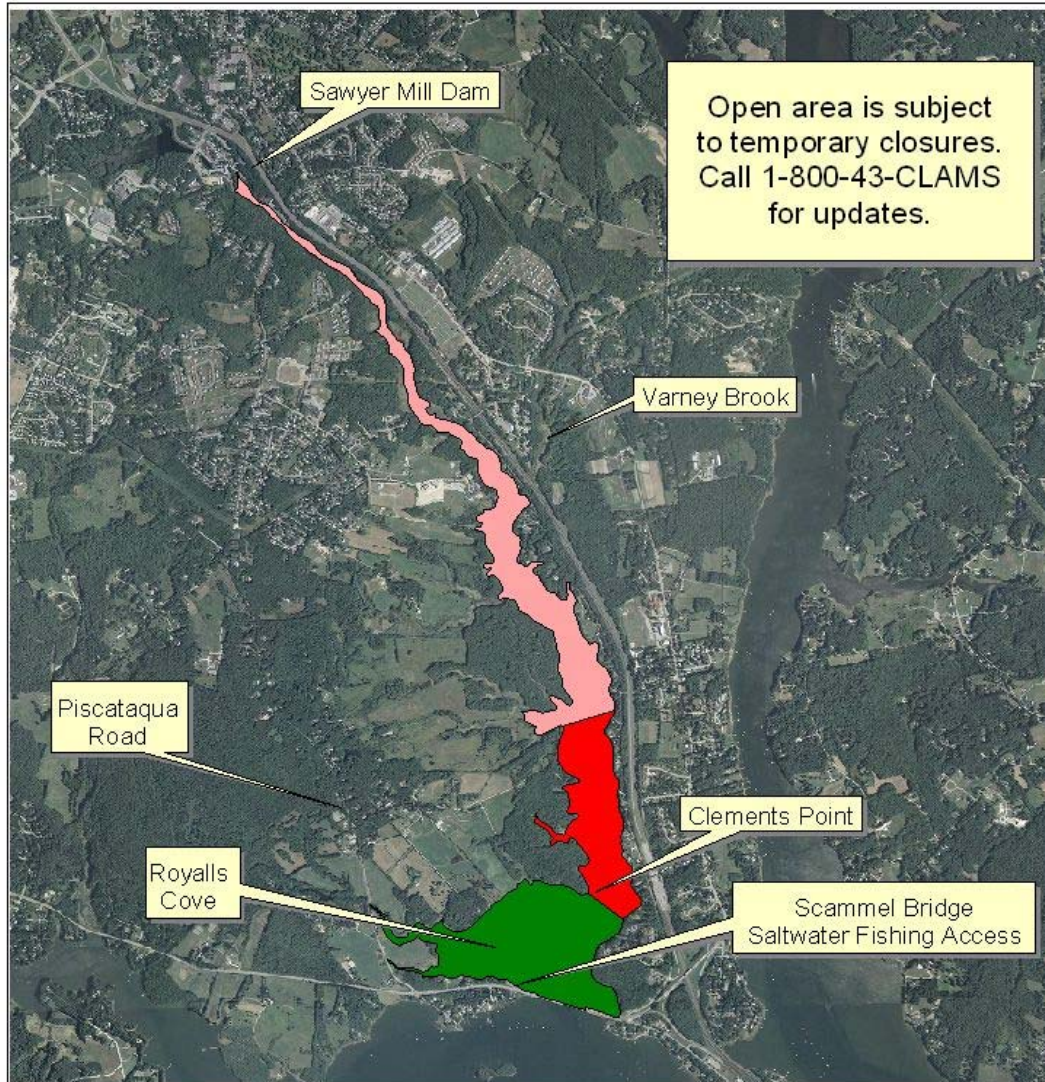 Sawyer Mill Dam
Open area is subject
to temporary closures.
Call 1-800-43-CLAMS
for updates.
Varney Brook
Piscataqua
Road
Clements Point
Royalls
Cove
Scammel Bridge
Saltwater Fishing Access